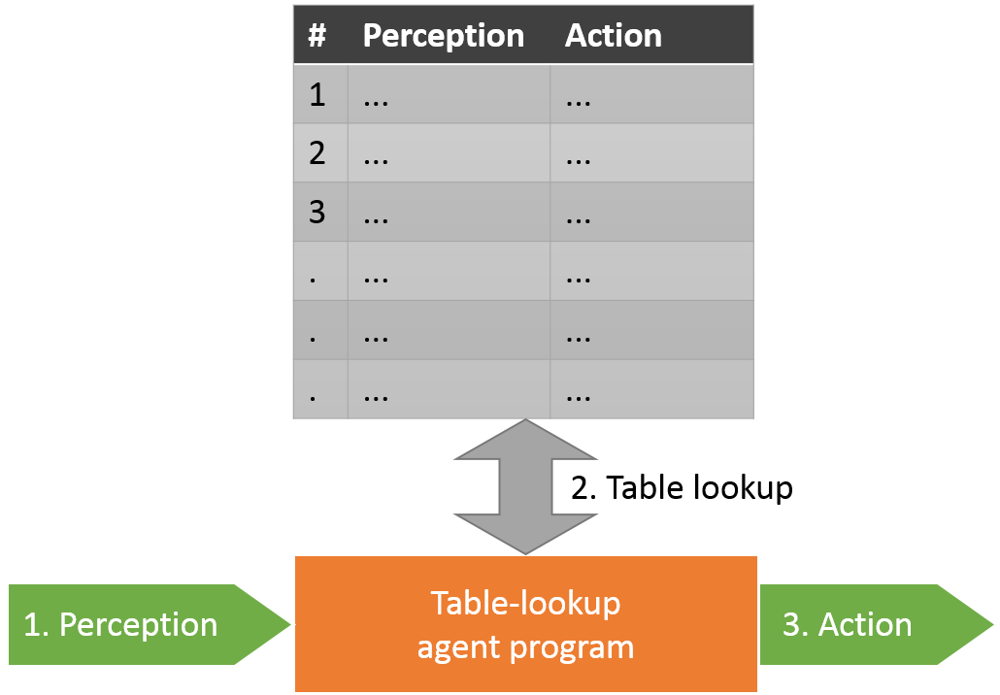 # Perception Action
1 ... ...
2 ... ...
3 ... ...
. ... ...
. ... ...
. ... ...
2. Table lookup
1. Perception
Table-lookup
agent program
3. Action